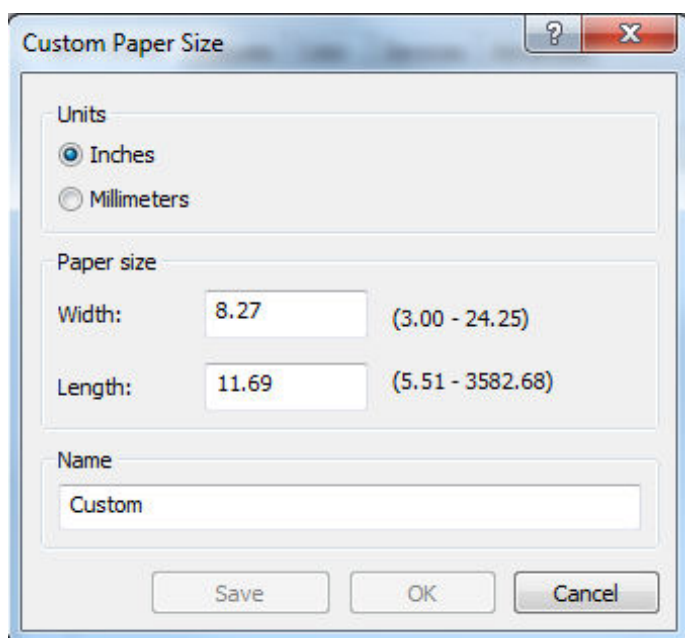 Custom Paper Size
? X
Units
Inches
Millimeters
Paper size
Width: 8.27 (3.00 - 24.25)
Length: 11.69 (5.51 - 3582.68)
Name
Custom
Save OK Cancel